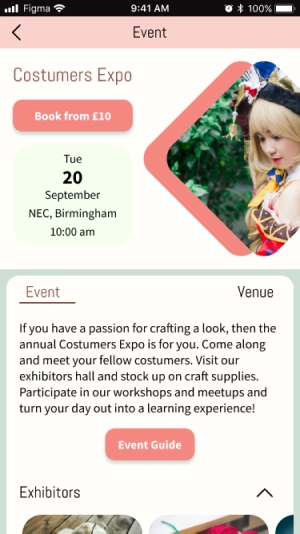 Figma 9:41 AM 100%
Event
Costumers Expo
Book from £10
Tue
20
September
NEC, Birmingham
10:00 am
Event Venue
If you have a passion for crafting a look, then the
annual Costumers Expo is for you. Come along
and meet your fellow costumers. Visit our
exhibitors hall and stock up on craft supplies.
Participate in our workshops and meetups and
turn your day out into a learning experience!
Event Guide
Exhibitors